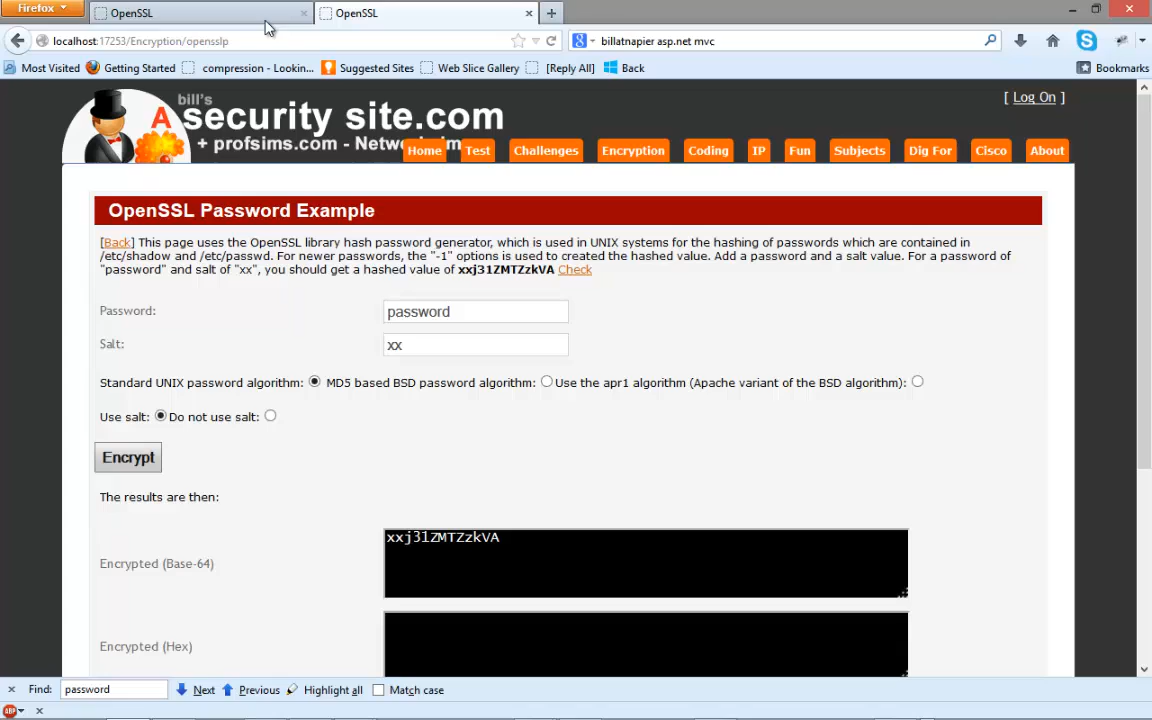 Firefox
OpenSSL
OpenSSL
localhost:17253/Encryption/opensslp
billatnapier asp.net mvc
Most Visited Getting Started compression - Lookin... Suggested Sites Web Slice Gallery [Reply All] Back Bookmarks
[ Log On ]
bill's
A security site.com
+ profsims.com - Netw
Home Test Challenges Encryption Coding IP Fun Subjects Dig For Cisco About
OpenSSL Password Example
[Back] This page uses the OpenSSL library hash password generator, which is used in UNIX systems for the hashing of passwords which are contained in
/etc/shadow and /etc/passwd. For newer passwords, the "-1" options is used to created the hashed value. Add a password and a salt value. For a password of
"password" and salt of "xx", you should get a hashed value of xxj31ZMTZzkVA Check
Password: password
Salt: xx
Standard UNIX password algorithm: MD5 based BSD password algorithm: Use the apr1 algorithm (Apache variant of the BSD algorithm):
Use salt: Do not use salt:
Encrypt
The results are then:
xxj31ZMTZzkVA
Encrypted (Base-64)
Encrypted (Hex)
Find: password Next Previous Highlight all Match case
ABP